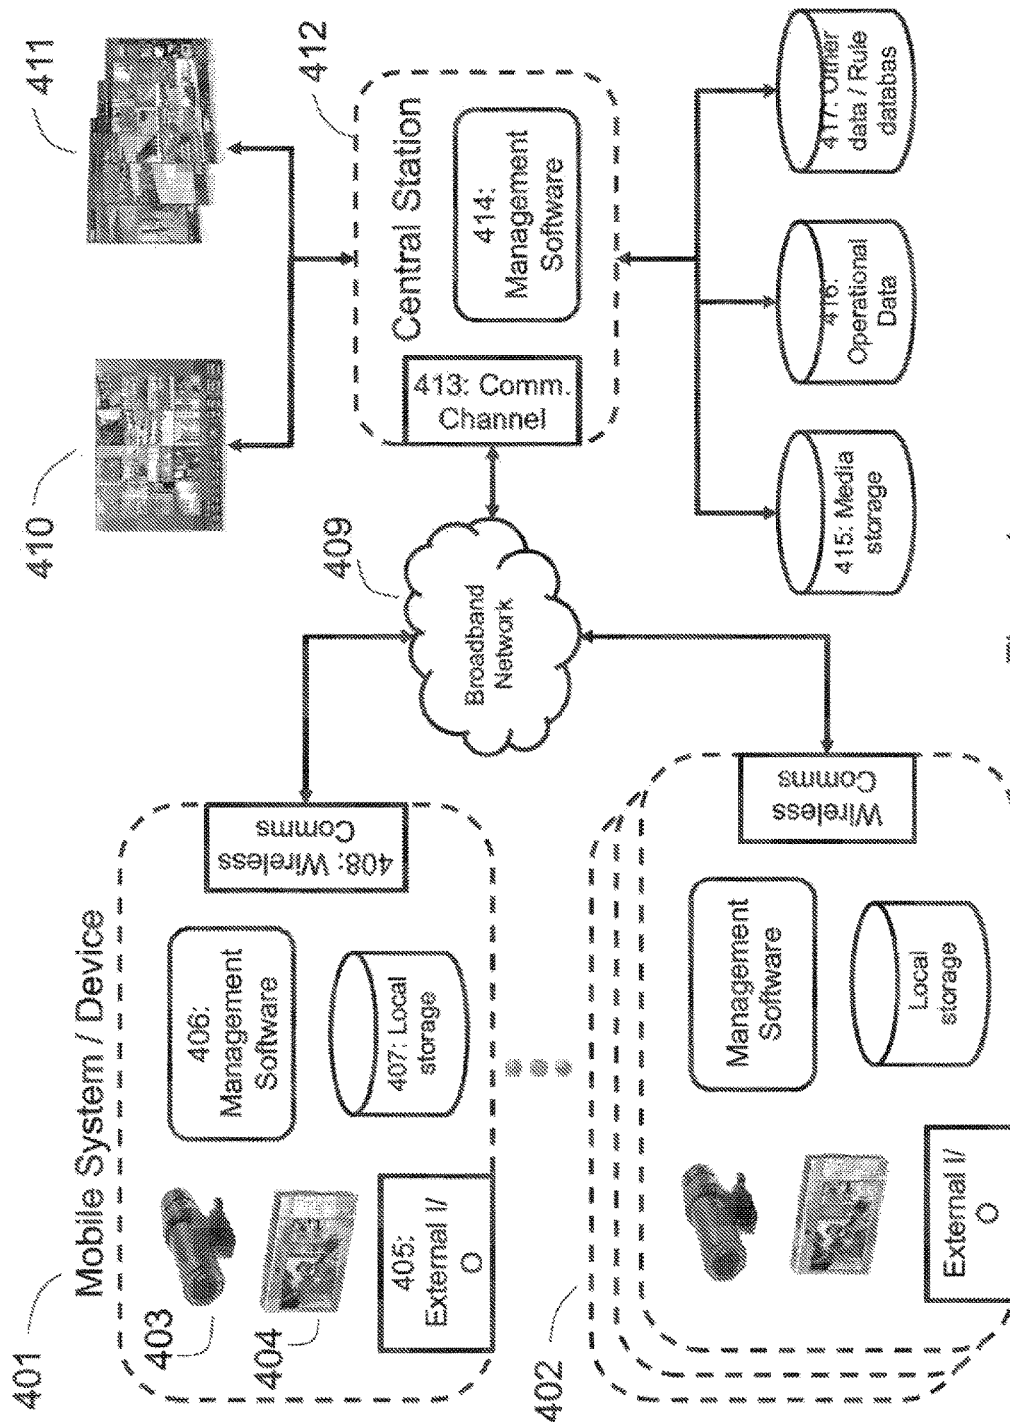 401
Mobile System / Device
403
404
405:
External I/
O
406:
Management
Software
407: Local
storage
408: Wireless
Comms
402
External I/
O
Management
Software
Local
storage
Wireless
Comms
409
Broadband
Network
410
411
412
Central Station
413: Comm.
Channel
414:
Management
Software
415: Media
storage
416:
Operational
Data
417: Other
data / Rule
databas